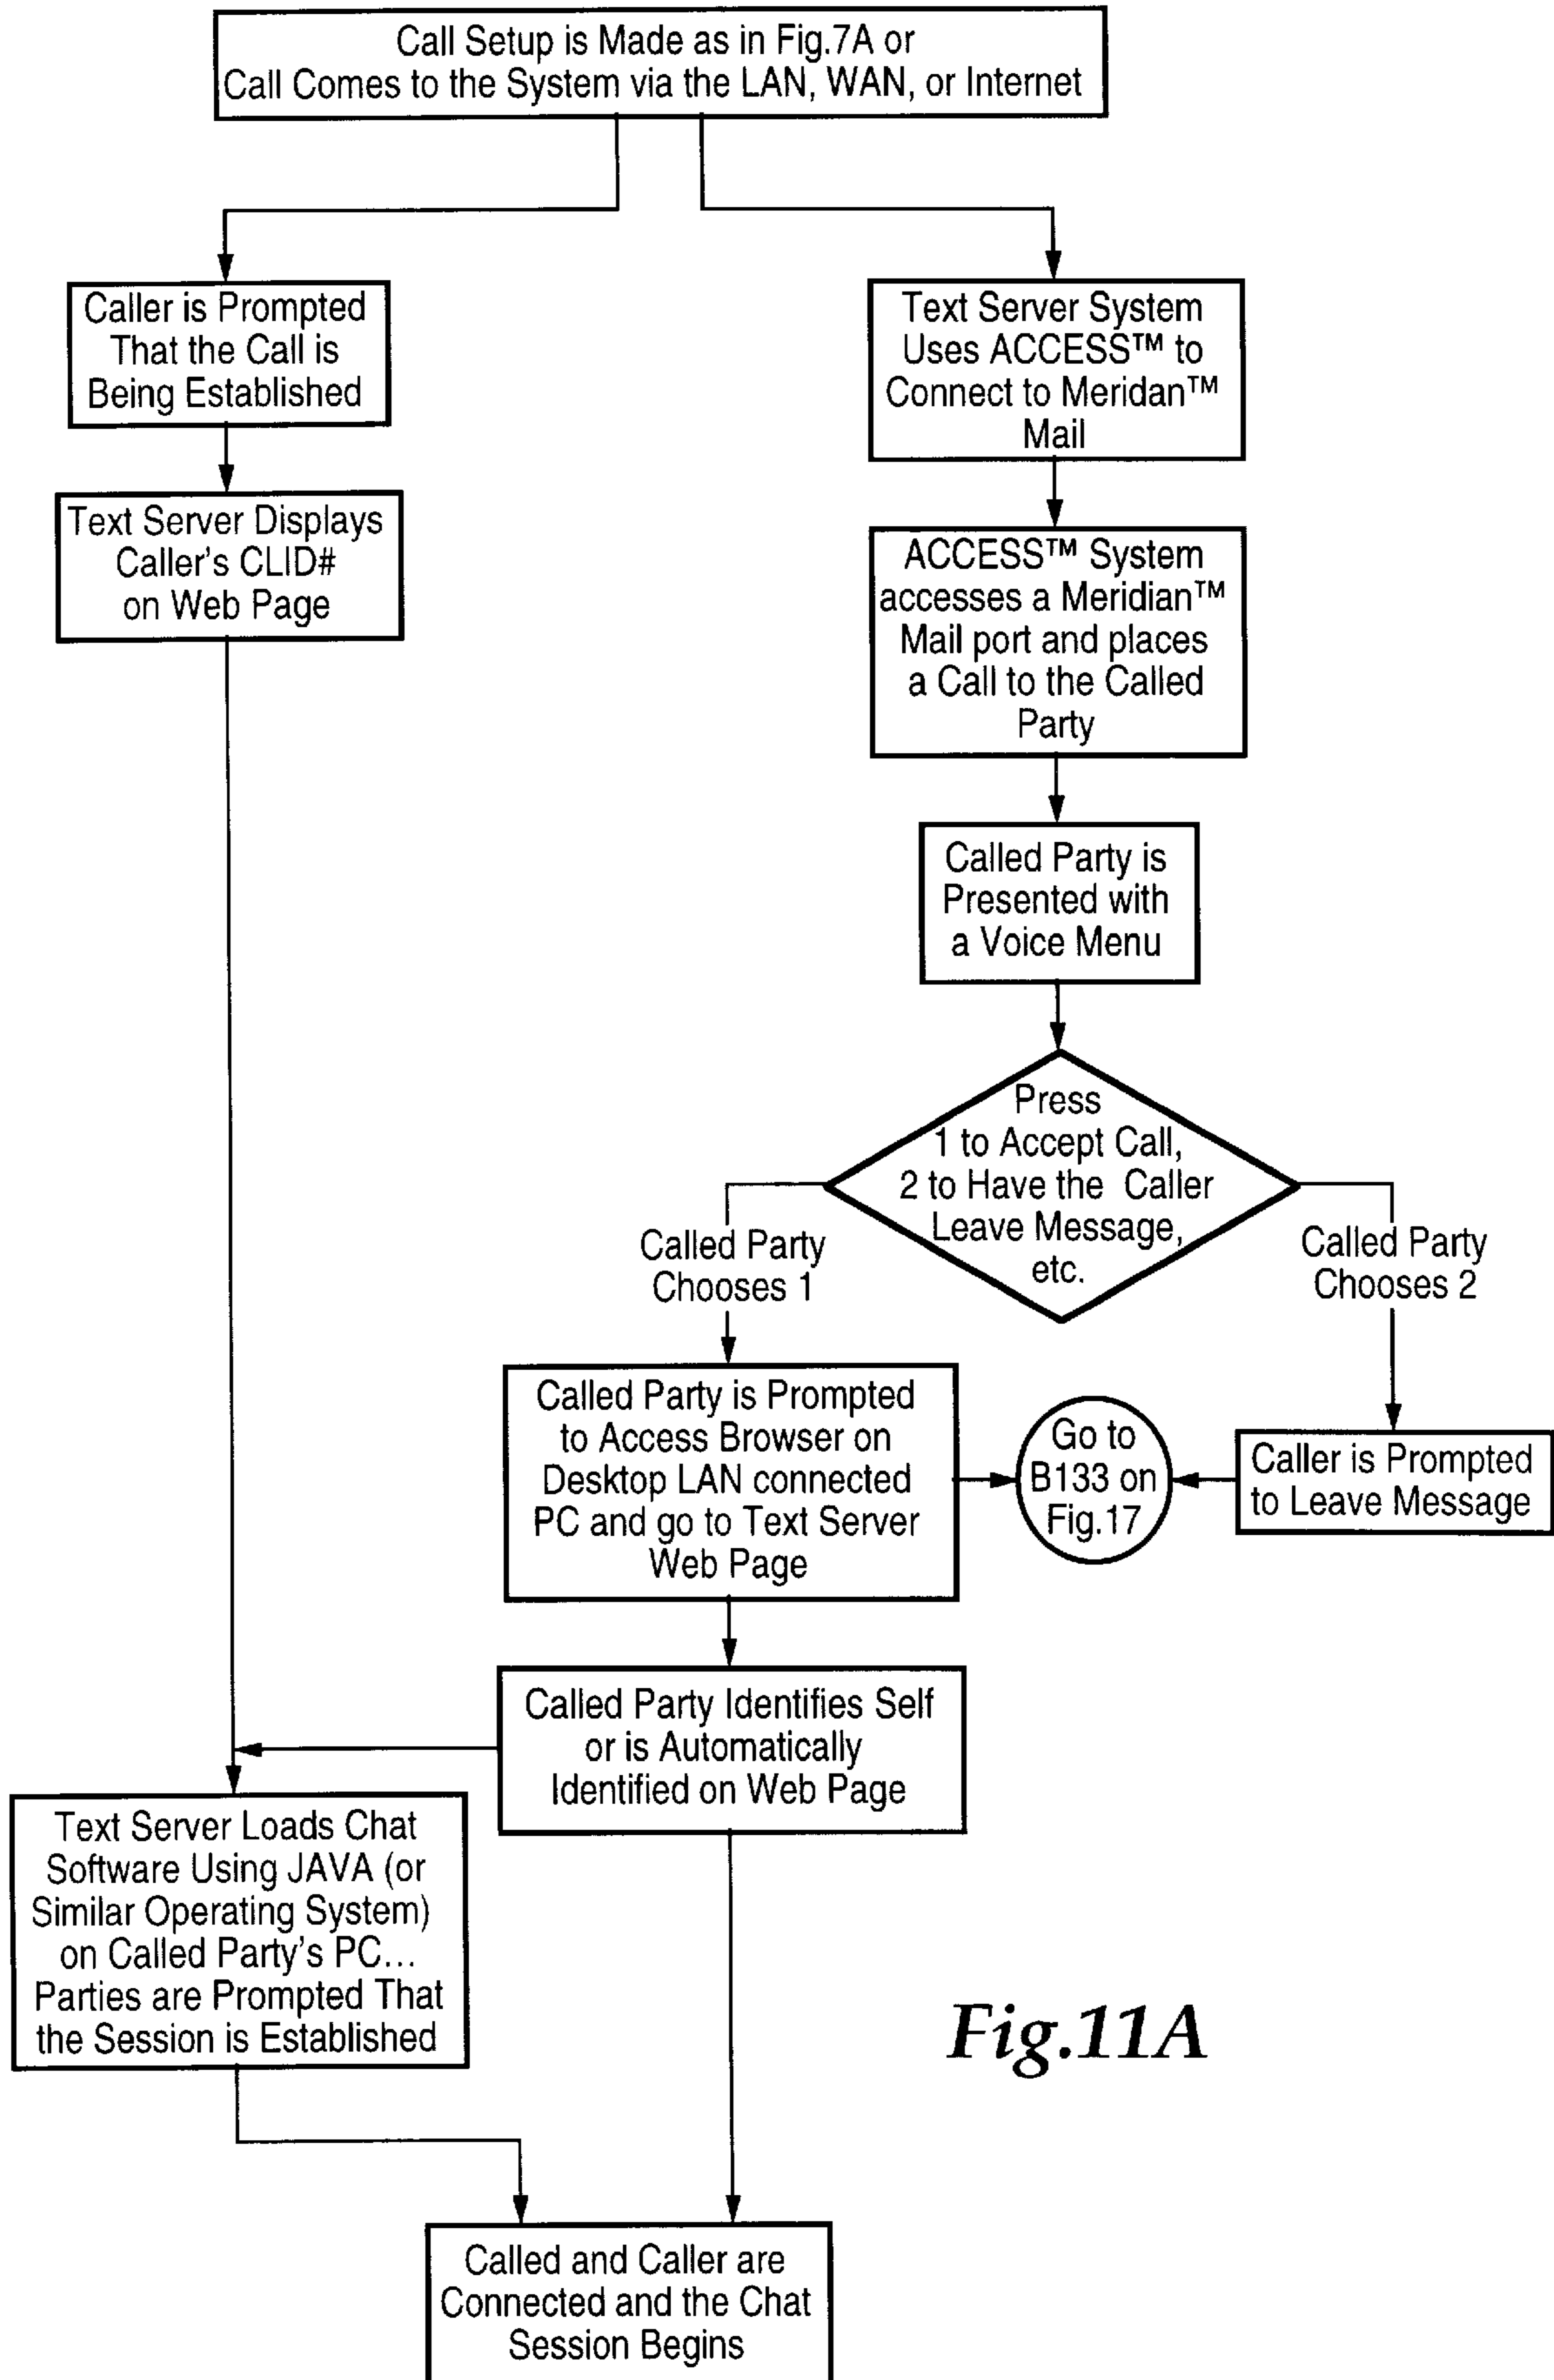 Call Setup is Made as in Fig.7A or
Call Comes to the System via the LAN, WAN, or Internet
Caller is Prompted
That the Call is
Being Established
Text Server System
Uses ACCESS™ to
Connect to Meridan™
Mail
Text Server Displays
Caller's CLID#
on Web Page
ACCESS™ System
accesses a Meridian™
Mail port and places
a Call to the Called
Party
Called Party is
Presented with
a Voice Menu
Press
1 to Accept Call,
2 to Have the Caller
Leave Message,
etc.
Called Party
Chooses 1
Called Party
Chooses 2
Called Party is Prompted
to Access Browser on
Desktop LAN connected
PC and go to Text Server
Web Page
Go to
B133 on
Fig.17
Caller is Prompted
to Leave Message
Called Party Identifies Self
or is Automatically
Identified on Web Page
Text Server Loads Chat
Software Using JAVA (or
Similar Operating System)
on Called Party's PC...
Parties are Prompted That
the Session is Established
Fig.11A
Called and Caller are
Connected and the Chat
Session Begins